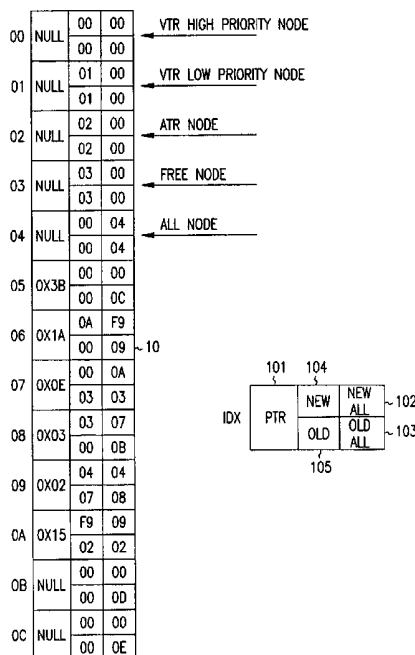 00 NULL 00 00
00 00
VTR HIGH PRIORITY NODE
01 NULL 01 00
01 00
VTR LOW PRIORITY NODE
02 NULL 02 00
02 00
ATR NODE
03 NULL 03 00
03 00
FREE NODE
04 NULL 00 04
00 04
ALL NODE
05 0X3B 00 00
00 0C
06 0X1A 0A F9
00 09
10
07 0X0E 00 0A
03 03
08 0X03 03 07
00 0B
09 0X02 04 04
07 08
0A 0X15 F9 09
02 02
0B NULL 00 00
00 0D
0C NULL 00 00
00 0E
101
104
IDX PTR NEW NEW ALL 102
OLD OLD ALL 103
105